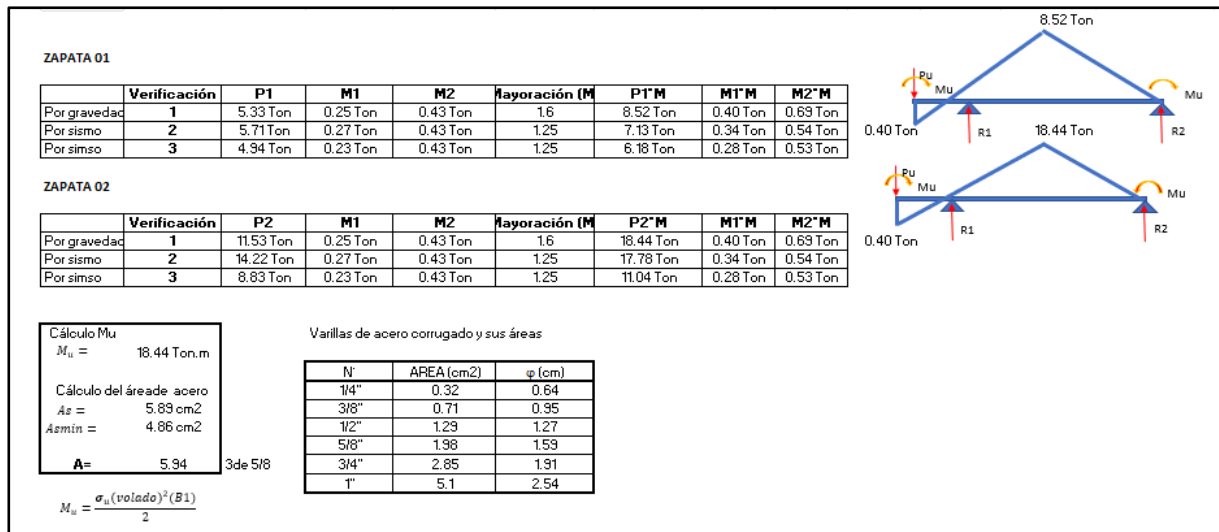 8.52 Ton
ZAPATA 01
Verificación P1 M1 M2 Mayoración (M P1*M M1*M M2*M
Por gravedad 1 5.33 Ton 0.25 Ton 0.43 Ton 1.6 8.52 Ton 0.40 Ton 0.69 Ton
Por sismo 2 5.71 Ton 0.27 Ton 0.43 Ton 1.25 7.13 Ton 0.34 Ton 0.54 Ton
Por simso 3 4.94 Ton 0.23 Ton 0.43 Ton 1.25 6.18 Ton 0.28 Ton 0.53 Ton
Pu
Mu
Mu
0.40 Ton
R1
18.44 Ton
R2
ZAPATA 02
Verificación P2 M1 M2 Mayoración (M P2*M M1*M M2*M
Por gravedad 1 11.53 Ton 0.25 Ton 0.43 Ton 1.6 18.44 Ton 0.40 Ton 0.69 Ton
Por sismo 2 14.22 Ton 0.27 Ton 0.43 Ton 1.25 17.78 Ton 0.34 Ton 0.54 Ton
Por simso 3 8.83 Ton 0.23 Ton 0.43 Ton 1.25 11.04 Ton 0.28 Ton 0.53 Ton
Pu
Mu
Mu
0.40 Ton
R1
R2
Cálculo Mu
Mu = 18.44 Ton.m
Cálculo del áreade acero
As = 5.89 cm2
Asmin = 4.86 cm2
A= 5.94 3de 5/8
Mu = σu(volado)²(B1)/2
Varillas de acero corrugado y sus áreas
N° AREA (cm2) φ (cm)
1/4" 0.32 0.64
3/8" 0.71 0.95
1/2" 1.29 1.27
5/8" 1.98 1.59
3/4" 2.85 1.91
1" 5.1 2.54